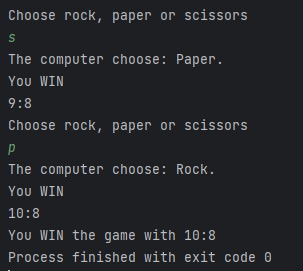 Choose rock, paper or scissors
s
The computer choose: Paper.
You WIN
9:8
Choose rock, paper or scissors
p
The computer choose: Rock.
You WIN
10:8
You WIN the game with 10:8
Process finished with exit code 0